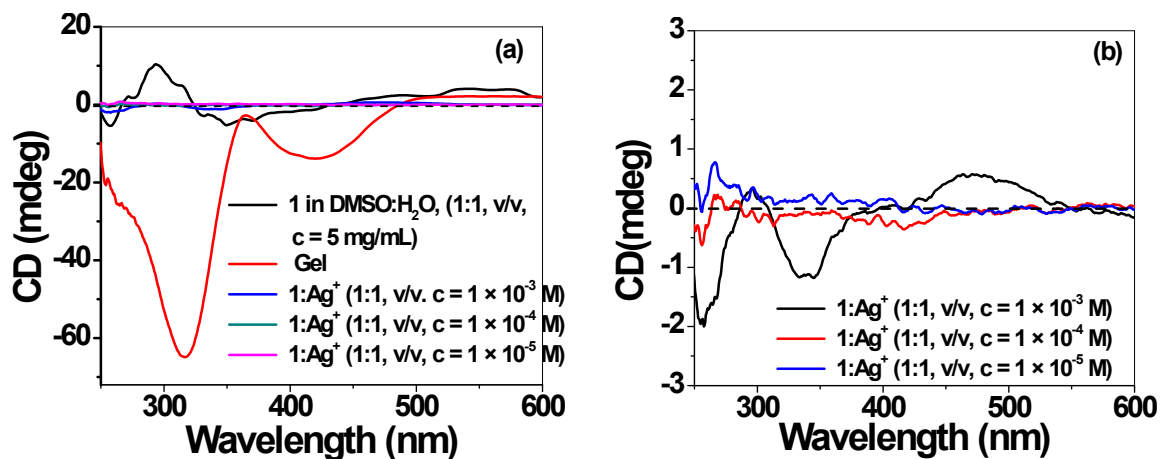 (a)
20
0
-20
-40
-60
CD (mdeg)
1 in DMSO:H₂O, (1:1, v/v,
c = 5 mg/mL)
Gel
1:Ag⁺ (1:1, v/v. c = 1 × 10⁻³ M)
1:Ag⁺ (1:1, v/v, c = 1 × 10⁻⁴ M)
1:Ag⁺ (1:1, v/v, c = 1 × 10⁻⁵ M)
300 400 500 600
Wavelength (nm)
(b)
3
2
1
0
-1
-2
-3
CD(mdeg)
1:Ag⁺ (1:1, v/v, c = 1 × 10⁻³ M)
1:Ag⁺ (1:1, v/v, c = 1 × 10⁻⁴ M)
1:Ag⁺ (1:1, v/v, c = 1 × 10⁻⁵ M)
300 400 500 600
Wavelength (nm)